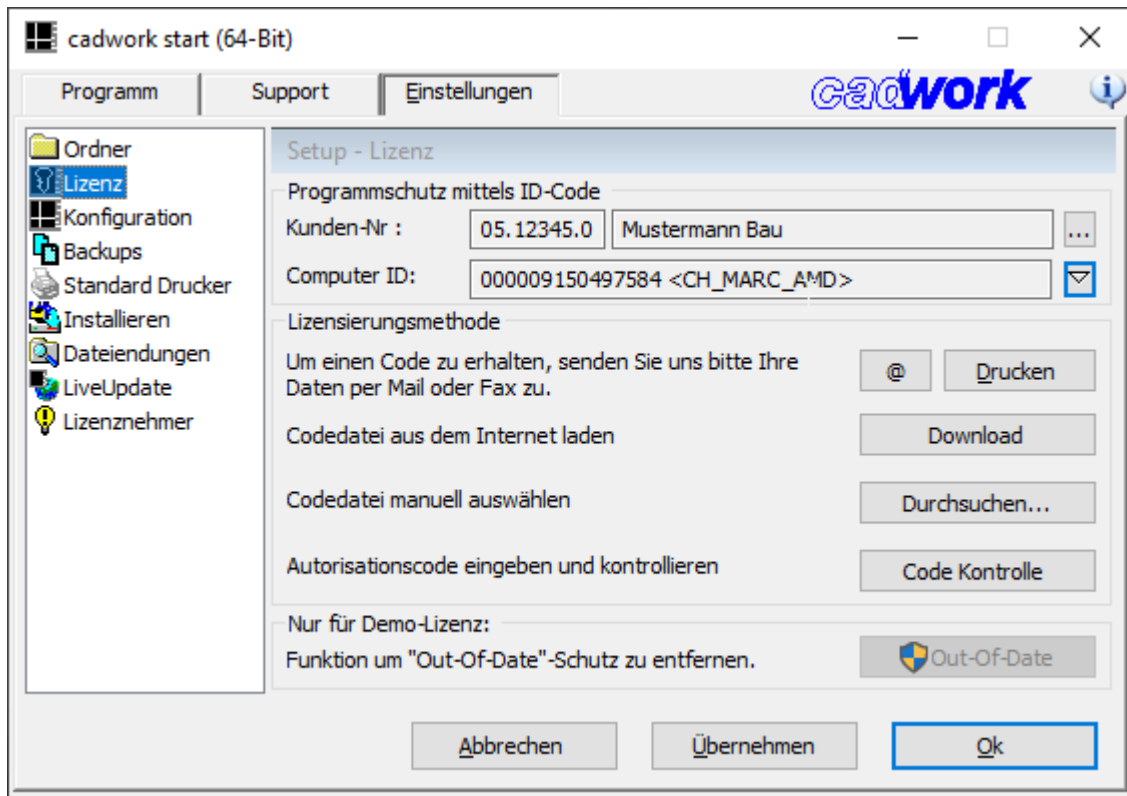 cadwork start (64-Bit)
Programm
Support
Einstellungen
cadwork
Ordner
Lizenz
Konfiguration
Backups
Standard Drucker
Installieren
Dateiendungen
LiveUpdate
Lizenznehmer
Setup - Lizenz
Programmschutz mittels ID-Code
Kunden-Nr : 05.12345.0 Mustermann Bau ...
Computer ID: 000009150497584 <CH_MARC_AMD>
Lizensierungsmethode
Um einen Code zu erhalten, senden Sie uns bitte Ihre
Daten per Mail oder Fax zu.
@ Drucken
Codedatei aus dem Internet laden Download
Codedatei manuell auswählen Durchsuchen...
Autorisationscode eingeben und kontrollieren Code Kontrolle
Nur für Demo-Lizenz:
Funktion um "Out-Of-Date"-Schutz zu entfernen. Out-Of-Date
Abbrechen Übernehmen Ok